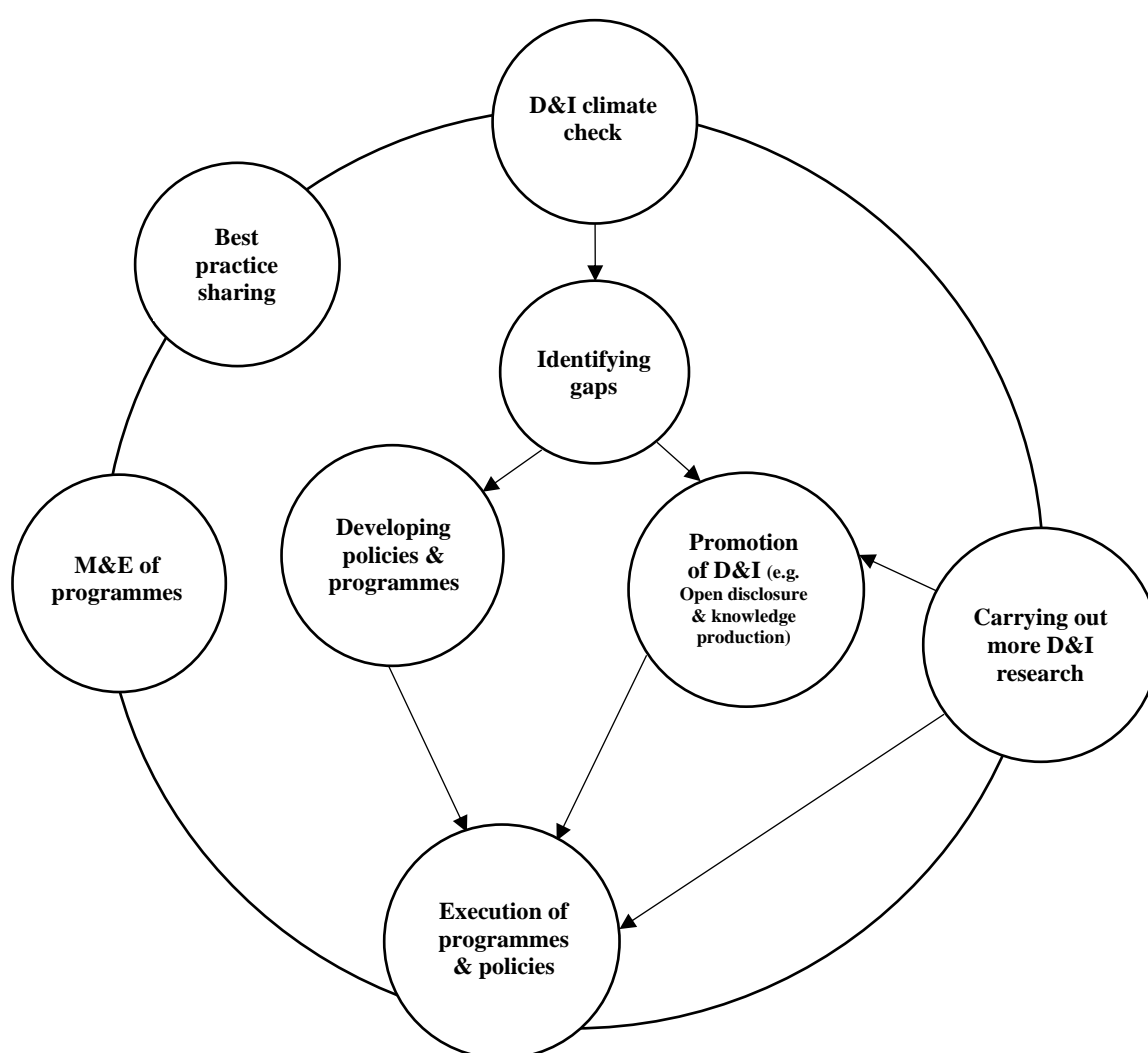 D&I climate
check
Best
practice
sharing
Identifying
gaps
Developing
policies &
programmes
Promotion
of D&I (e.g.
Open disclosure
& knowledge
production)
M&E of
programmes
Carrying out
more D&I
research
Execution of
programmes
& policies